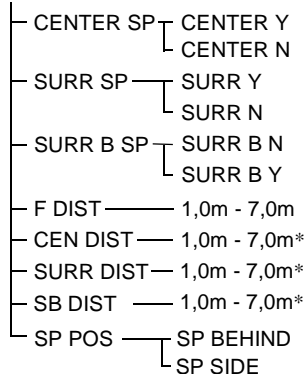 CENTER SP CENTER Y
CENTER N
SURR SP SURR Y
SURR N
SURR B SP SURR B N
SURR B Y
F DIST 1,0m - 7,0m
CEN DIST 1,0m - 7,0m*
SURR DIST 1,0m - 7,0m*
SB DIST 1,0m - 7,0m*
SP POS SP BEHIND
SP SIDE